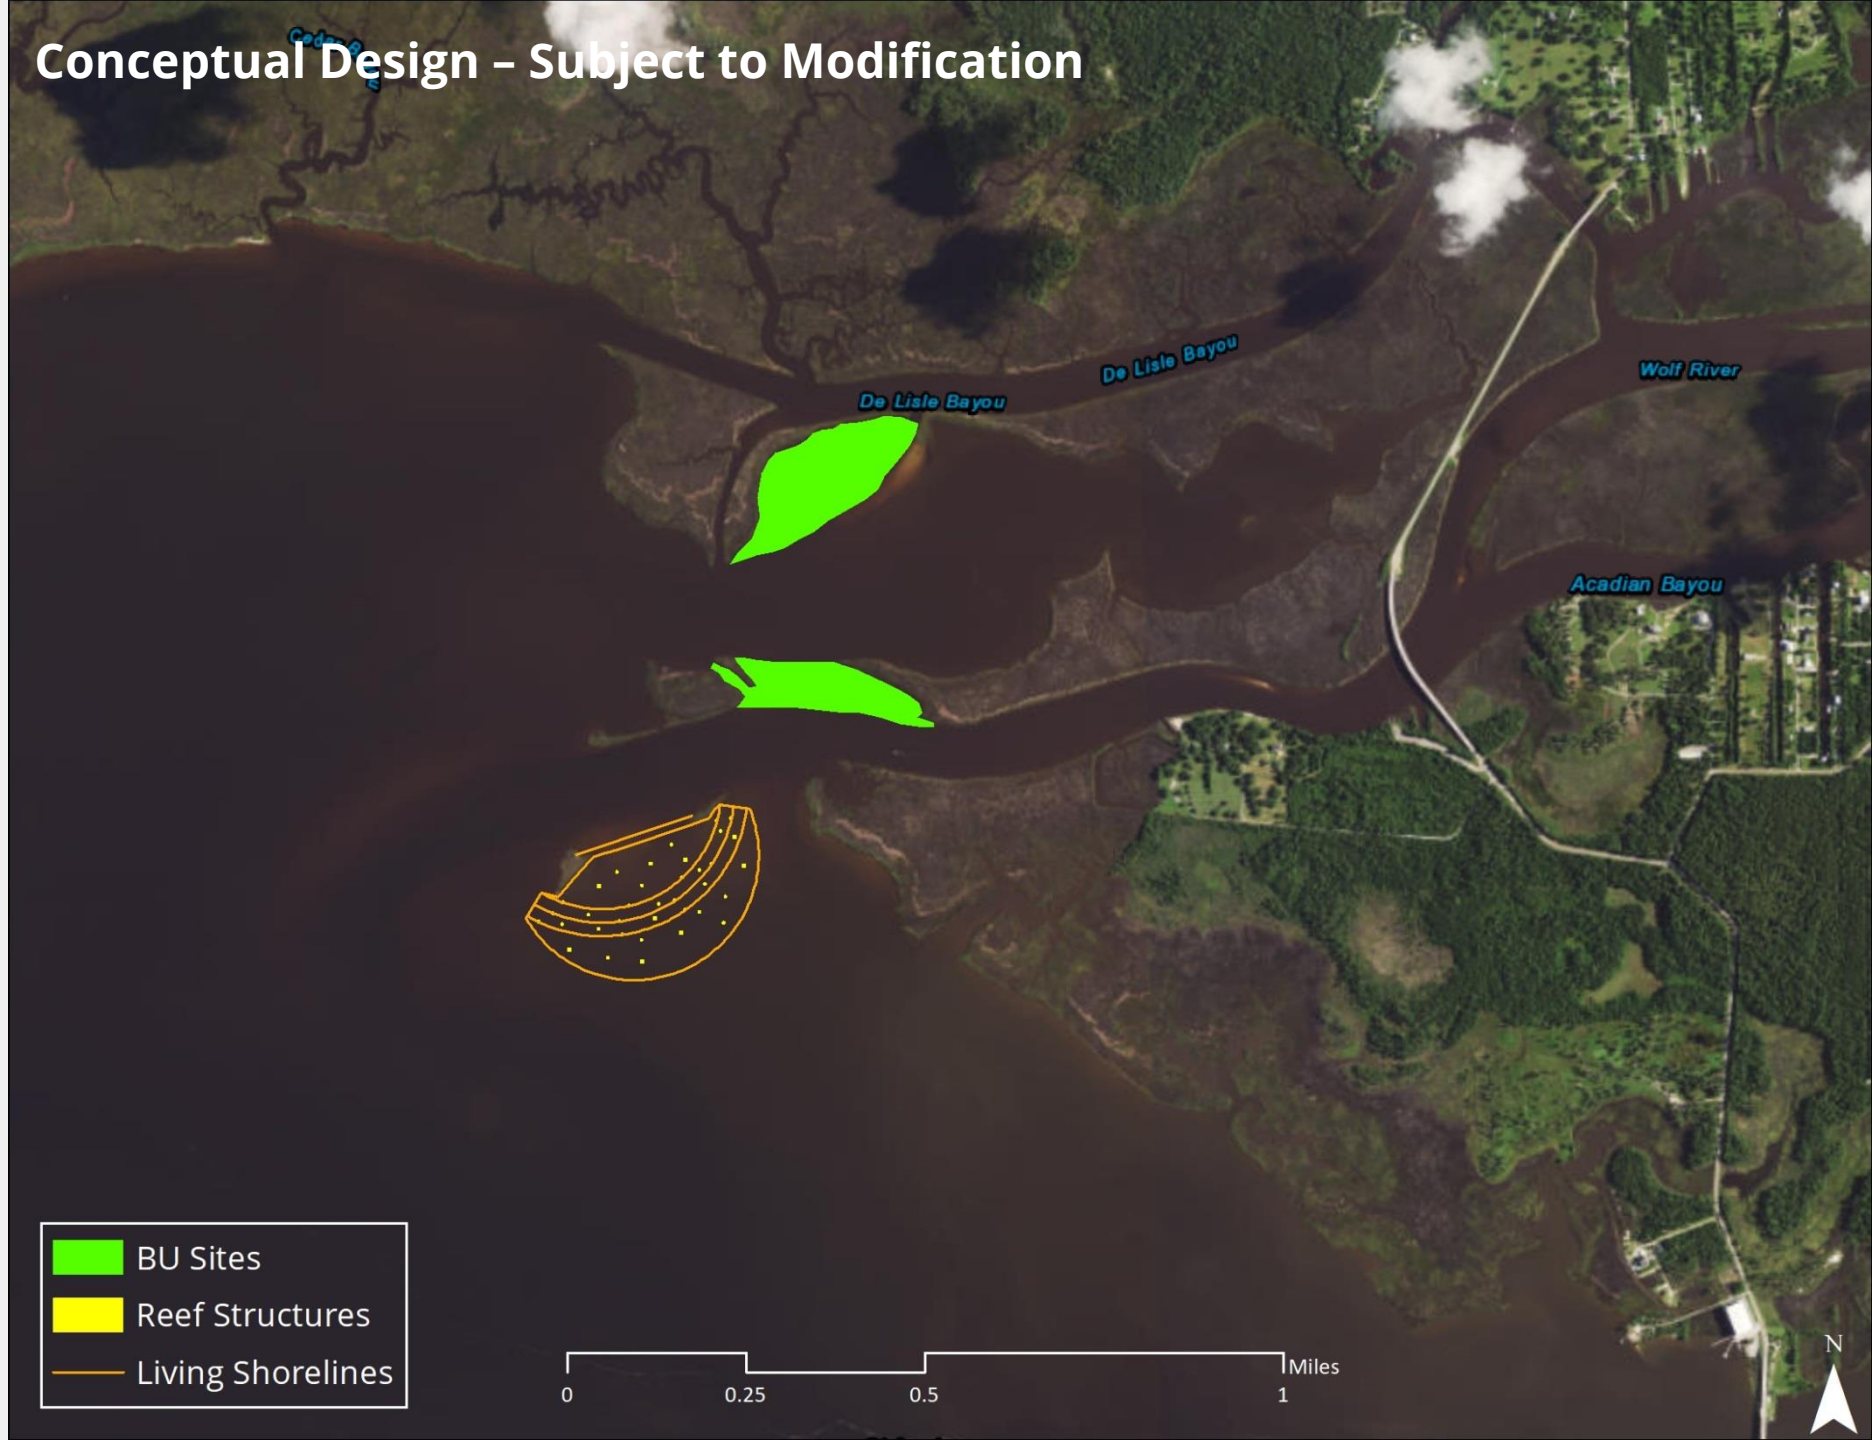 Conceptual Design – Subject to Modification
De Lisle Bayou
De Lisle Bayou
Wolf River
Acadian Bayou
BU Sites
Reef Structures
Living Shorelines
Miles
0 0.25 0.5 1
N